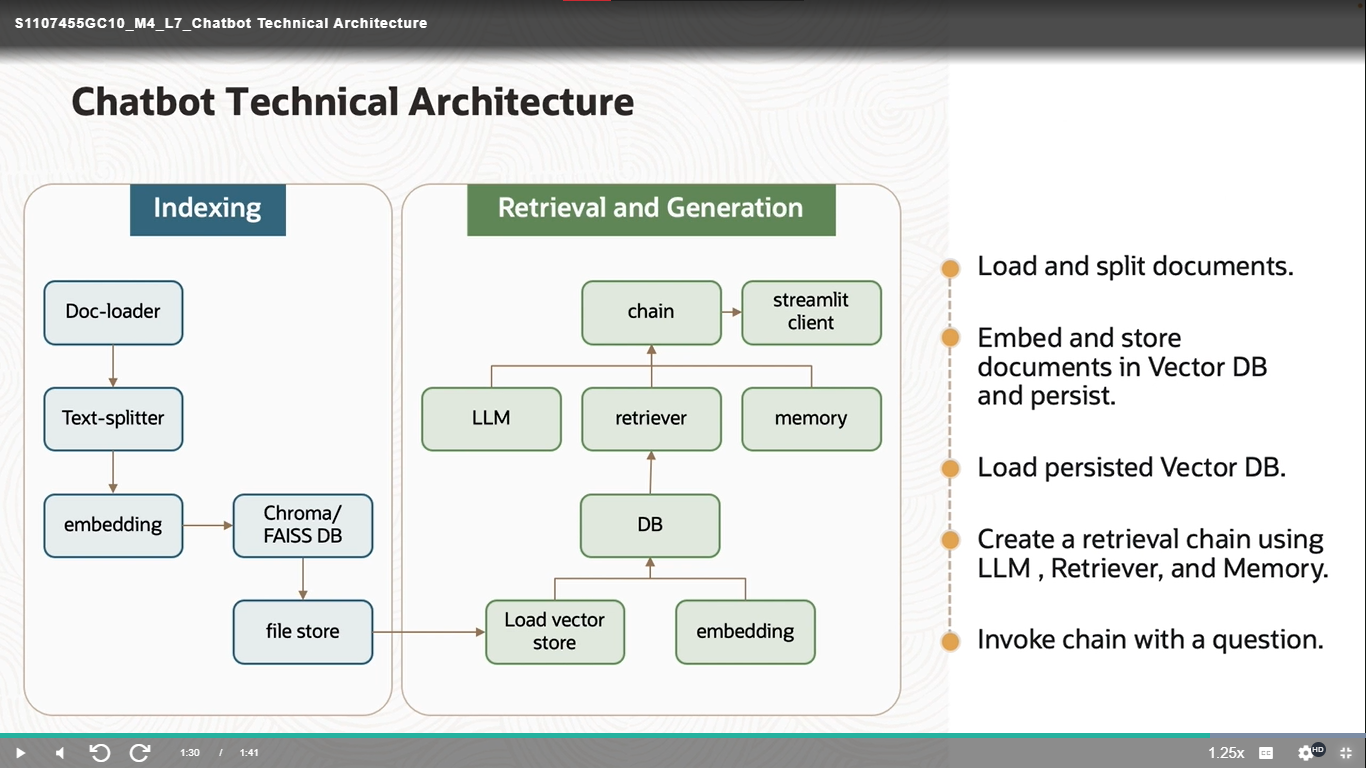 S1107455GC10_M4_L7_Chatbot Technical Architecture
Chatbot Technical Architecture
Indexing
Doc-loader
Text-splitter
embedding
Chroma/
FAISS DB
file store
Retrieval and Generation
chain
streamlit
client
LLM
retriever
memory
DB
Load vector
store
embedding
Load and split documents.
Embed and store
documents in Vector DB
and persist.
Load persisted Vector DB.
Create a retrieval chain using
LLM , Retriever, and Memory.
Invoke chain with a question.
1:30 / 1:41
1.25x
CC
HD